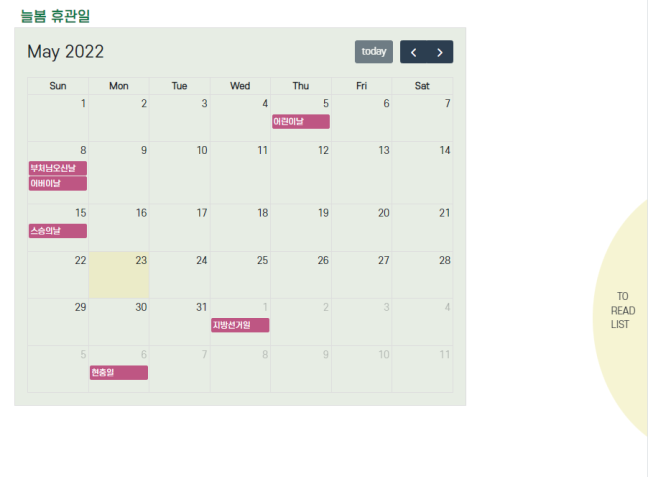 늘봄 휴관일
May 2022
today
Sun Mon Tue Wed Thu Fri Sat
1 2 3 4 5 6 7
어린이날
8 9 10 11 12 13 14
부처님오신날
어버이날
15 16 17 18 19 20 21
스승의날
22 23 24 25 26 27 28
29 30 31 1 2 3 4
지방선거일
5 6 7 8 9 10 11
현충일
TO
READ
LIST